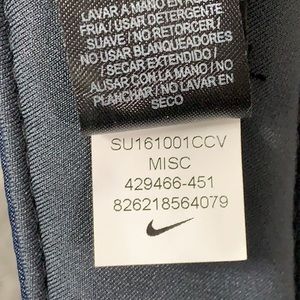 LAVAR A MANO EN
FRIA / USAR DETERGENTE
SUAVE / NO RETORCER /
NO USAR BLANQUEADORES
/ SECAR EXTENDIDO /
ALISAR CON LA MANO / NO
PLANCHAR / NO LAVAR EN
SECO
SU161001CCV
MISC
429466-451
826218564079